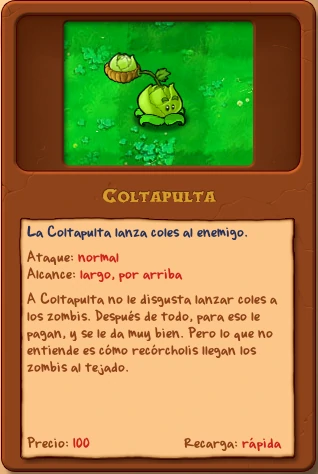 Coltapulta
La Coltapulta lanza coles al enemigo.
Ataque: normal
Alcance: largo, por arriba
A Coltapulta no le disgusta lanzar coles a
los zombis. Después de todo, para eso le
pagan, y se le da muy bien. Pero lo que no
entiende es cómo recórcholis llegan los
zombis al tejado.
Precio: 100 Recarga: rápida